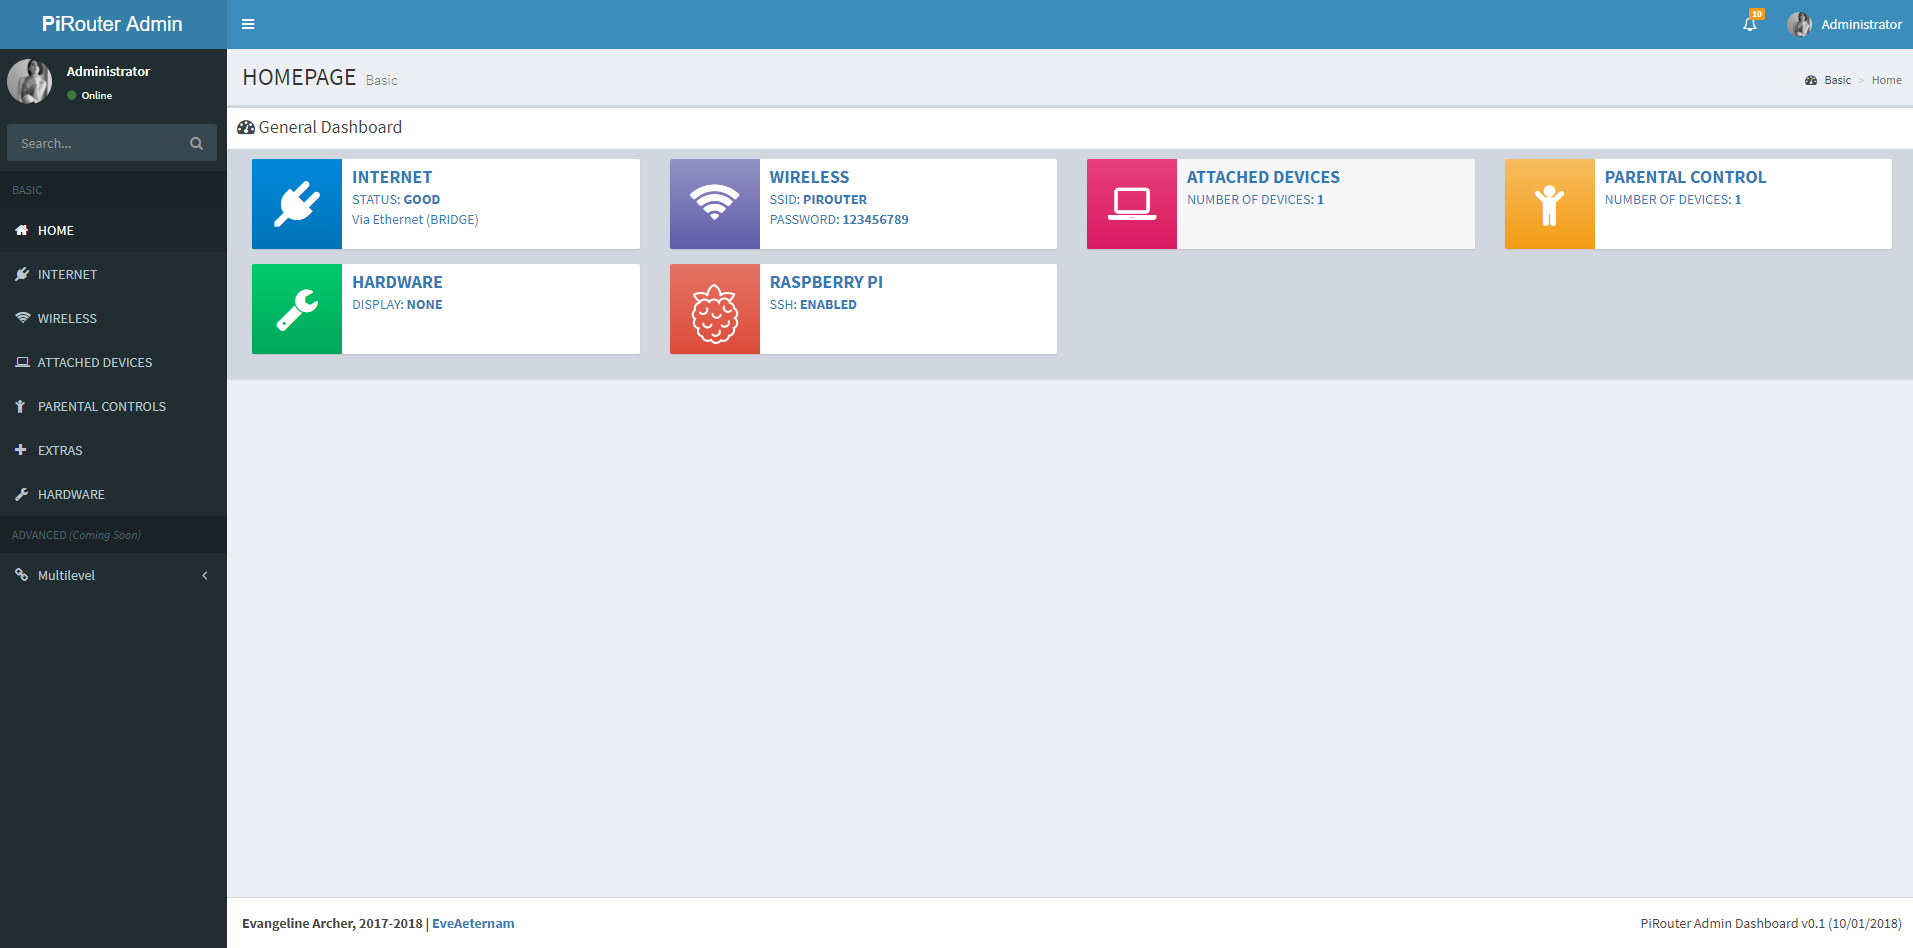 PiRouter Admin
10
Administrator
Administrator
Online
Search...
BASIC
HOME
INTERNET
WIRELESS
ATTACHED DEVICES
PARENTAL CONTROLS
EXTRAS
HARDWARE
ADVANCED (Coming Soon)
Multilevel
HOMEPAGE Basic
Basic > Home
General Dashboard
INTERNET
STATUS: GOOD
Via Ethernet (BRIDGE)
WIRELESS
SSID: PIROUTER
PASSWORD: 123456789
ATTACHED DEVICES
NUMBER OF DEVICES: 1
PARENTAL CONTROL
NUMBER OF DEVICES: 1
HARDWARE
DISPLAY: NONE
RASPBERRY PI
SSH: ENABLED
Evangeline Archer, 2017-2018 | EveAeternam
PiRouter Admin Dashboard v0.1 (10/01/2018)